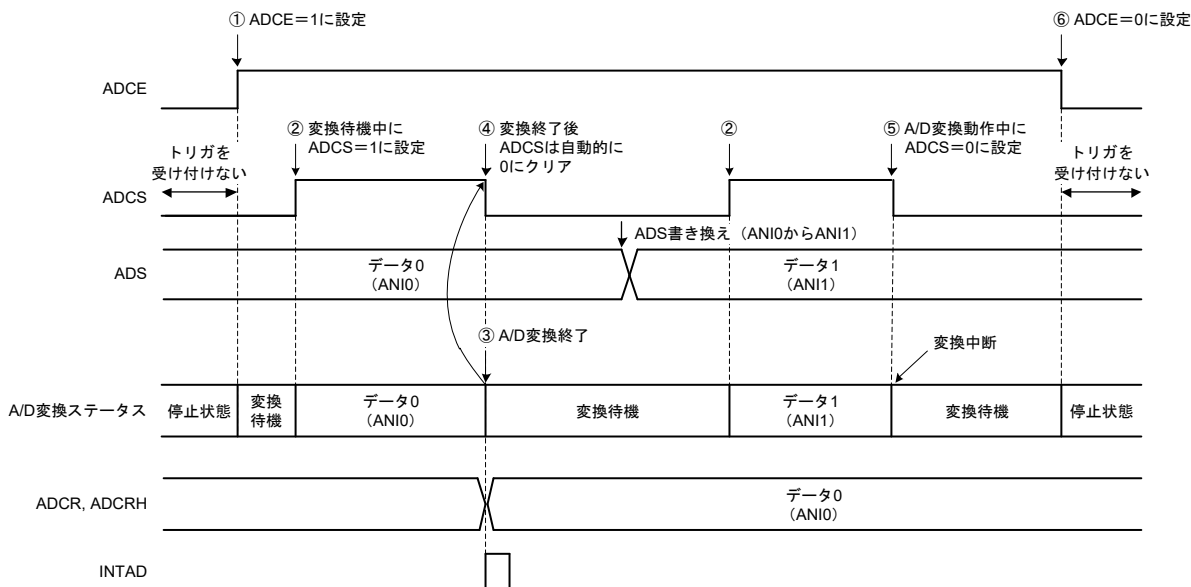 ① ADCE＝1に設定
⑥ ADCE＝0に設定
ADCE
② 変換待機中に
ADCS＝1に設定
④ 変換終了後
ADCSは自動的に
0にクリア
②
⑤ A/D変換動作中に
ADCS＝0に設定
トリガを
受け付けない
トリガを
受け付けない
ADCS
ADS書き換え（ANI0からANI1）
ADS
データ0
（ANI0）
データ1
（ANI1）
③ A/D変換終了
変換中断
A/D変換ステータス
停止状態
変換
待機
データ0
（ANI0）
変換待機
データ1
（ANI1）
変換待機
停止状態
ADCR, ADCRH
データ0
（ANI0）
INTAD